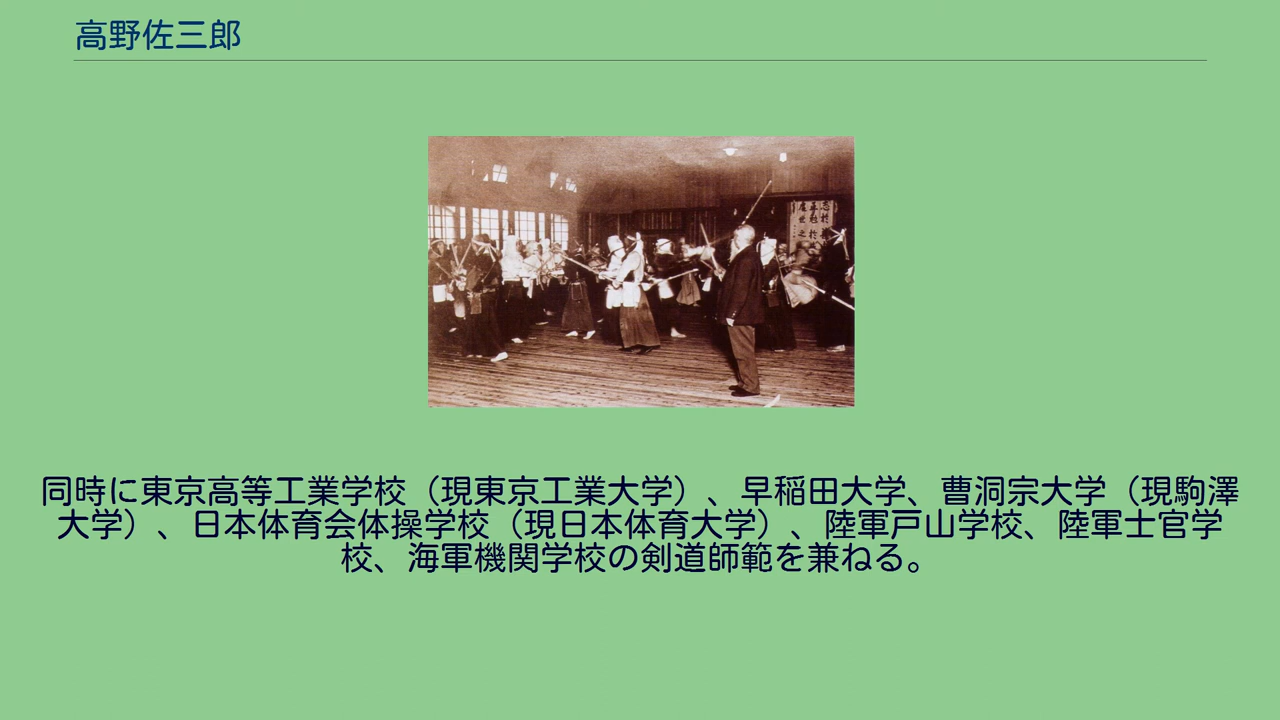 高野佐三郎
同時に東京高等工業学校（現東京工業大学）、早稲田大学、曹洞宗大学（現駒澤
大学）、日本体育会体操学校（現日本体育大学）、陸軍戸山学校、陸軍士官学
校、海軍機関学校の剣道師範を兼ねる。